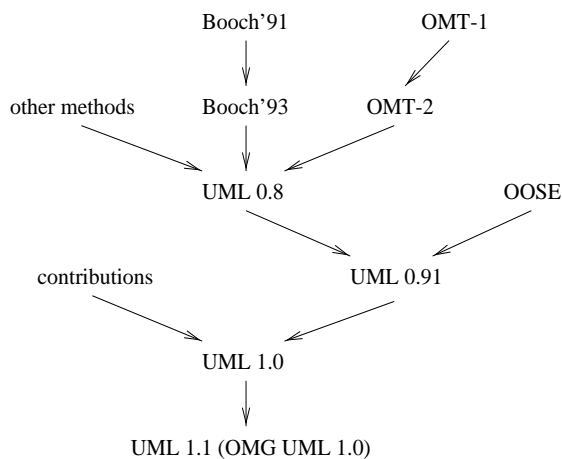 Booch’91
OMT-1
other methods
Booch’93
OMT-2
UML 0.8
OOSE
contributions
UML 0.91
UML 1.0
UML 1.1 (OMG UML 1.0)